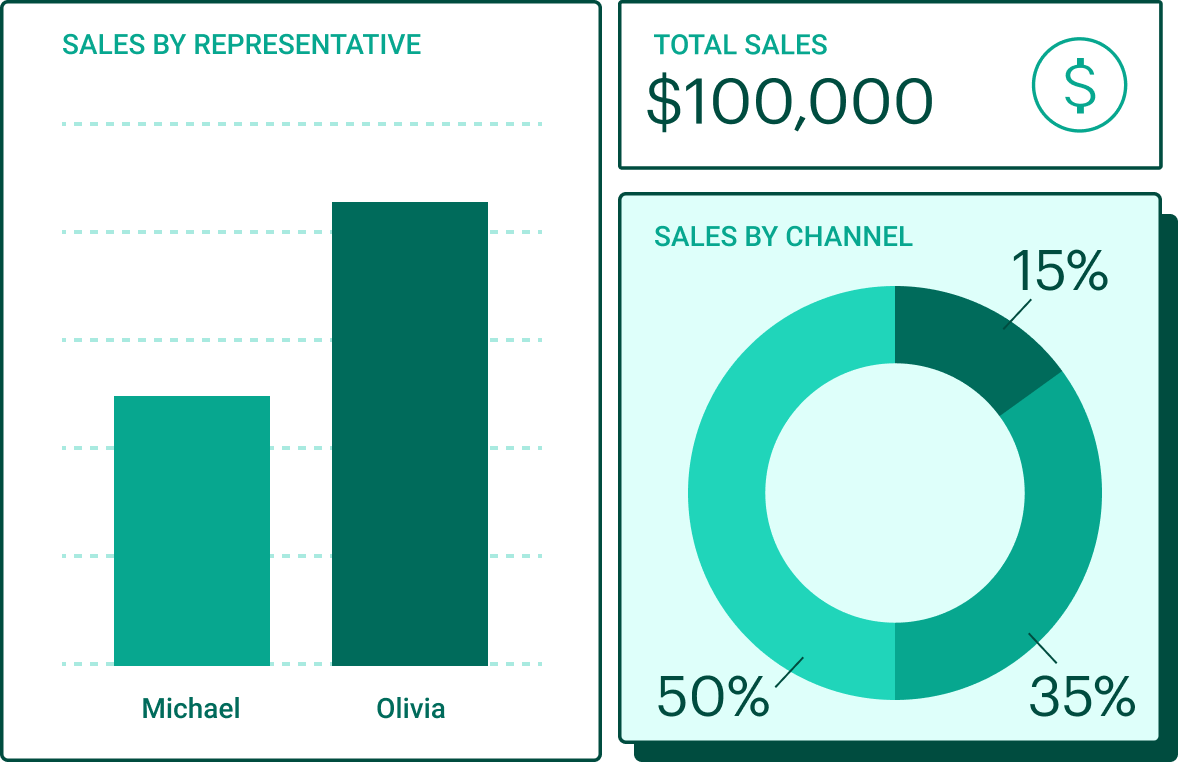 SALES BY REPRESENTATIVE
Michael
Olivia
TOTAL SALES
$100,000
$
SALES BY CHANNEL
15%
50%
35%